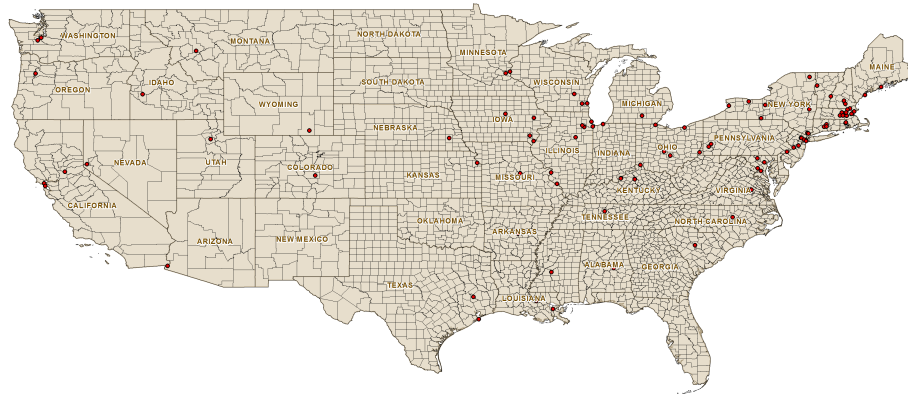 WASHINGTON
MONTANA
NORTH DAKOTA
MINNESOTA
MAINE
OREGON
IDAHO
SOUTH DAKOTA
WISCONSIN
MICHIGAN
NEW YORK
WYOMING
NEBRASKA
IOWA
ILLINOIS
INDIANA
OHIO
PENNSYLVANIA
NEVADA
UTAH
COLORADO
KANSAS
MISSOURI
KENTUCKY
VIRGINIA
CALIFORNIA
ARIZONA
NEW MEXICO
OKLAHOMA
ARKANSAS
TENNESSEE
NORTH CAROLINA
TEXAS
LOUISIANA
ALABAMA
GEORGIA